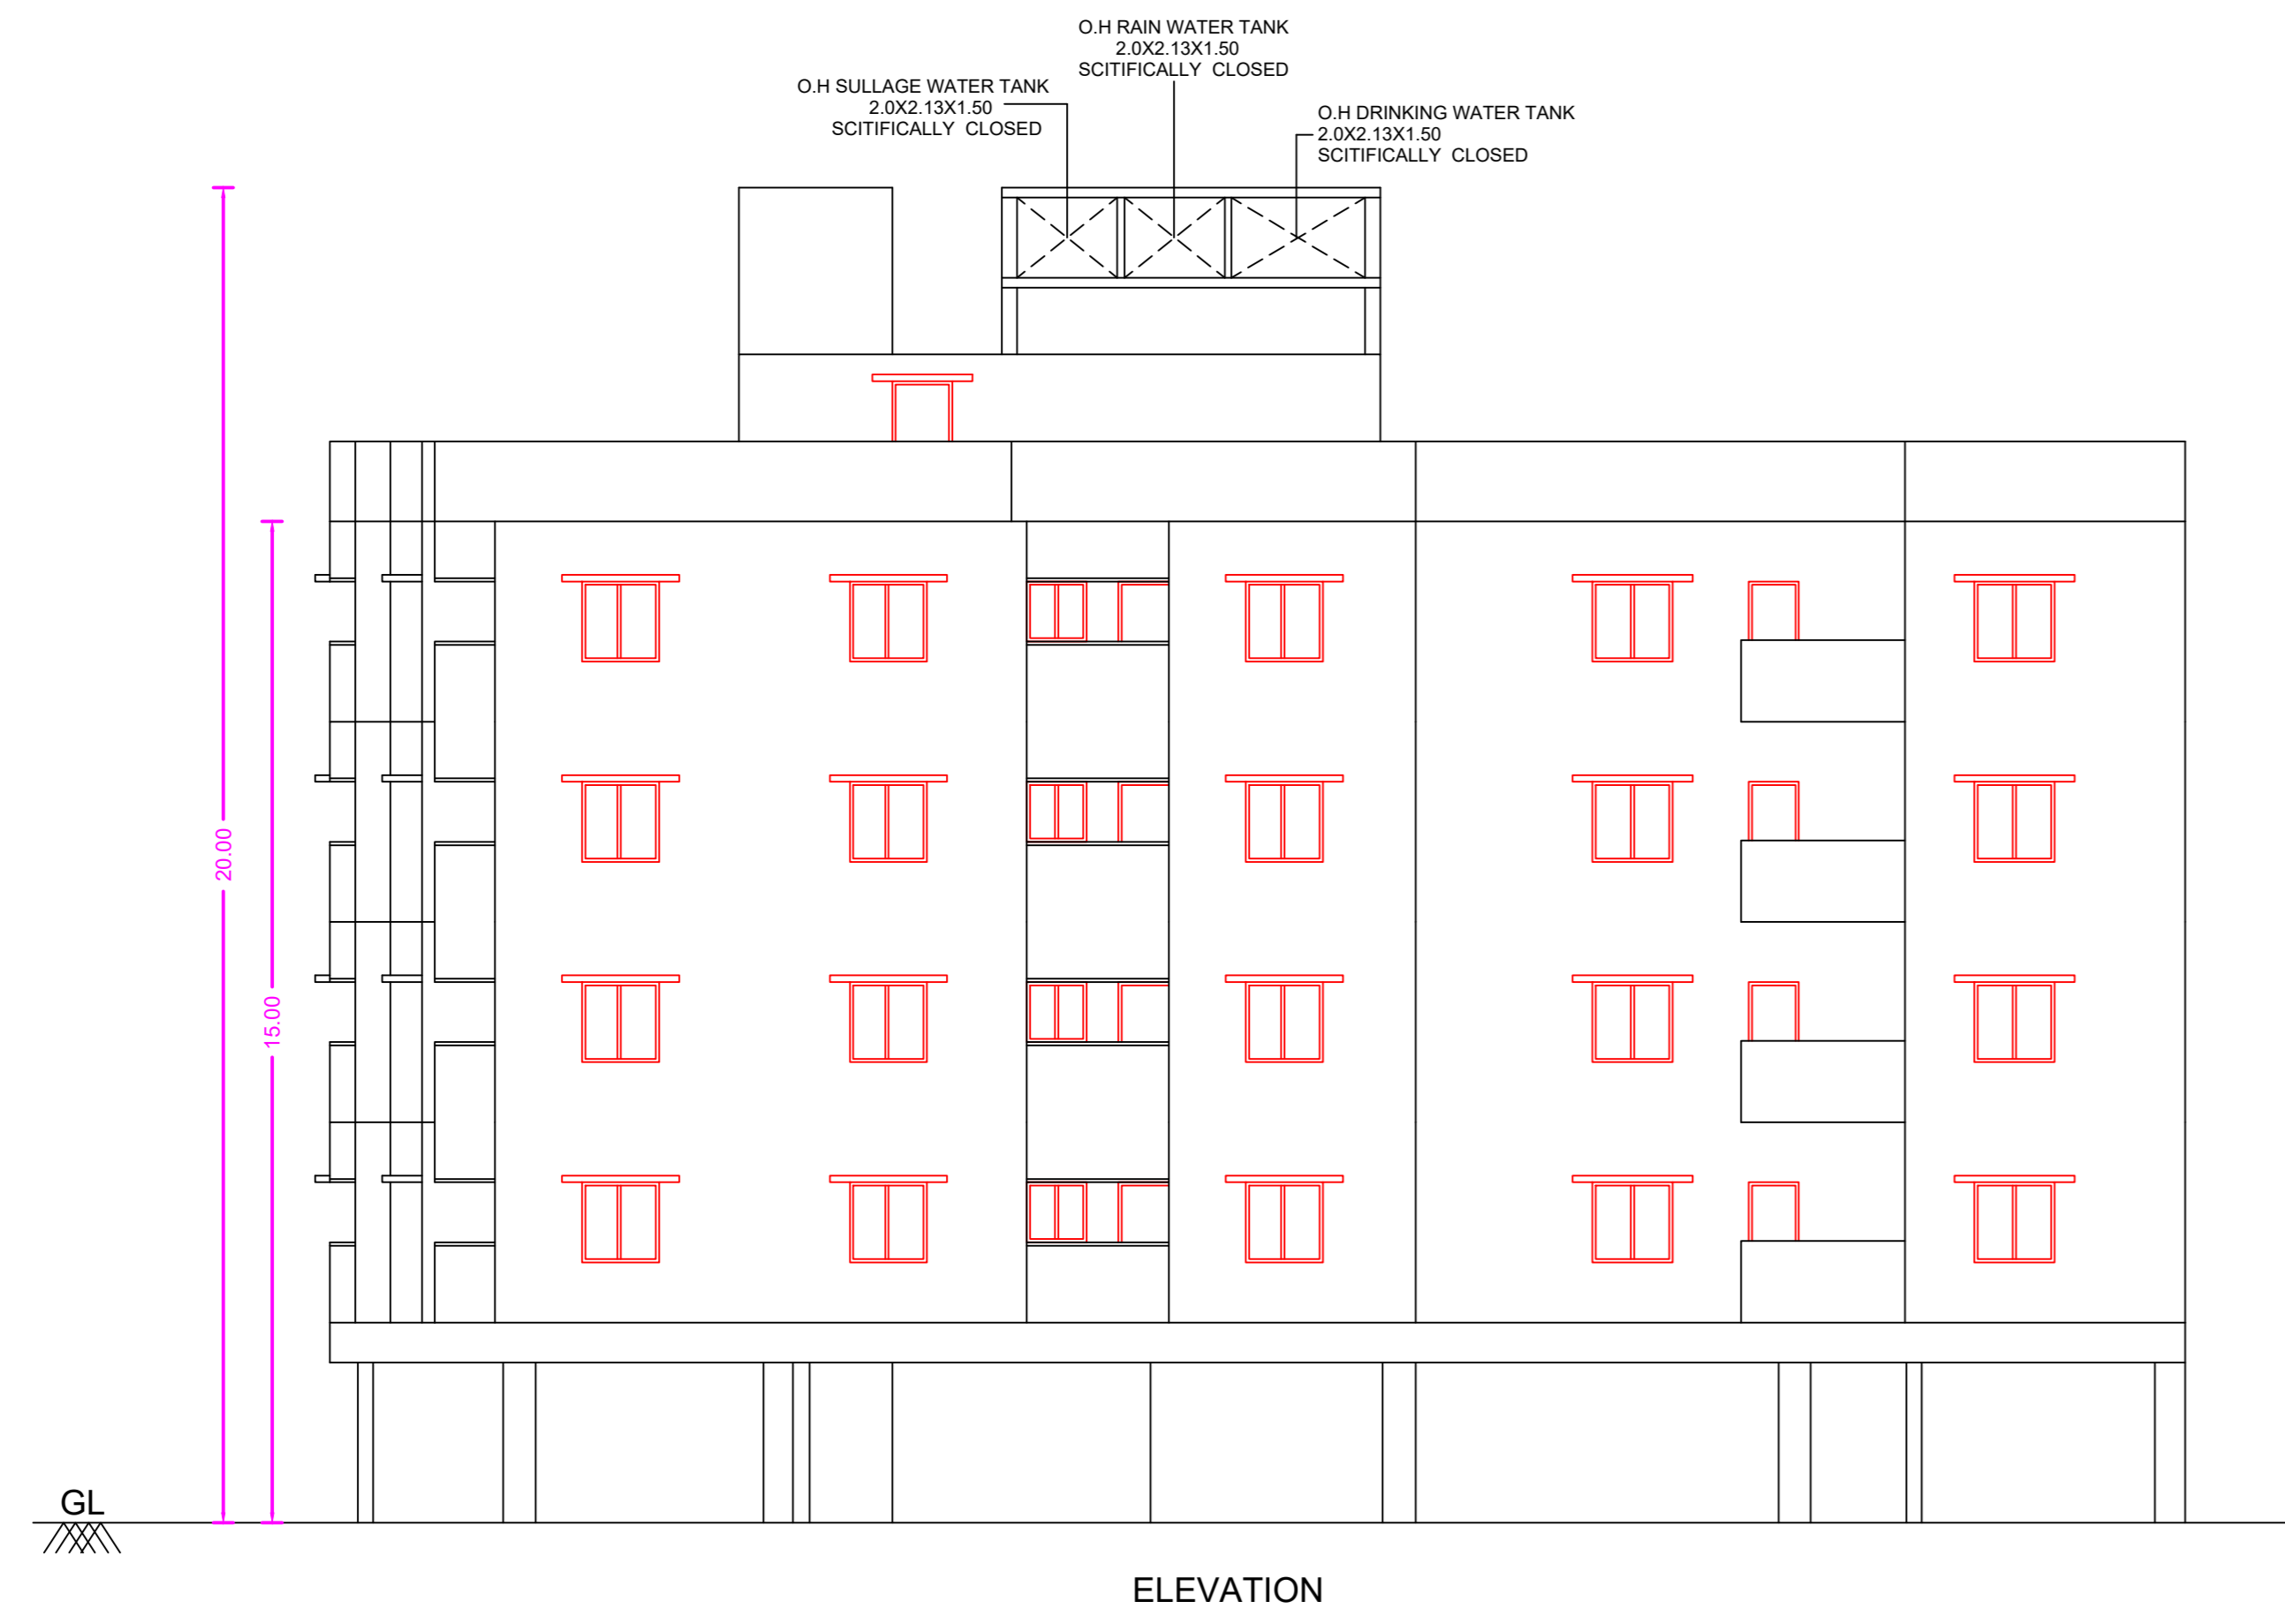 O.H RAIN WATER TANK
2.0X2.13X1.50
SCITIFICALLY CLOSED
O.H SULLAGE WATER TANK
2.0X2.13X1.50
SCITIFICALLY CLOSED
O.H DRINKING WATER TANK
2.0X2.13X1.50
SCITIFICALLY CLOSED
20.00
15.00
GL
ELEVATION